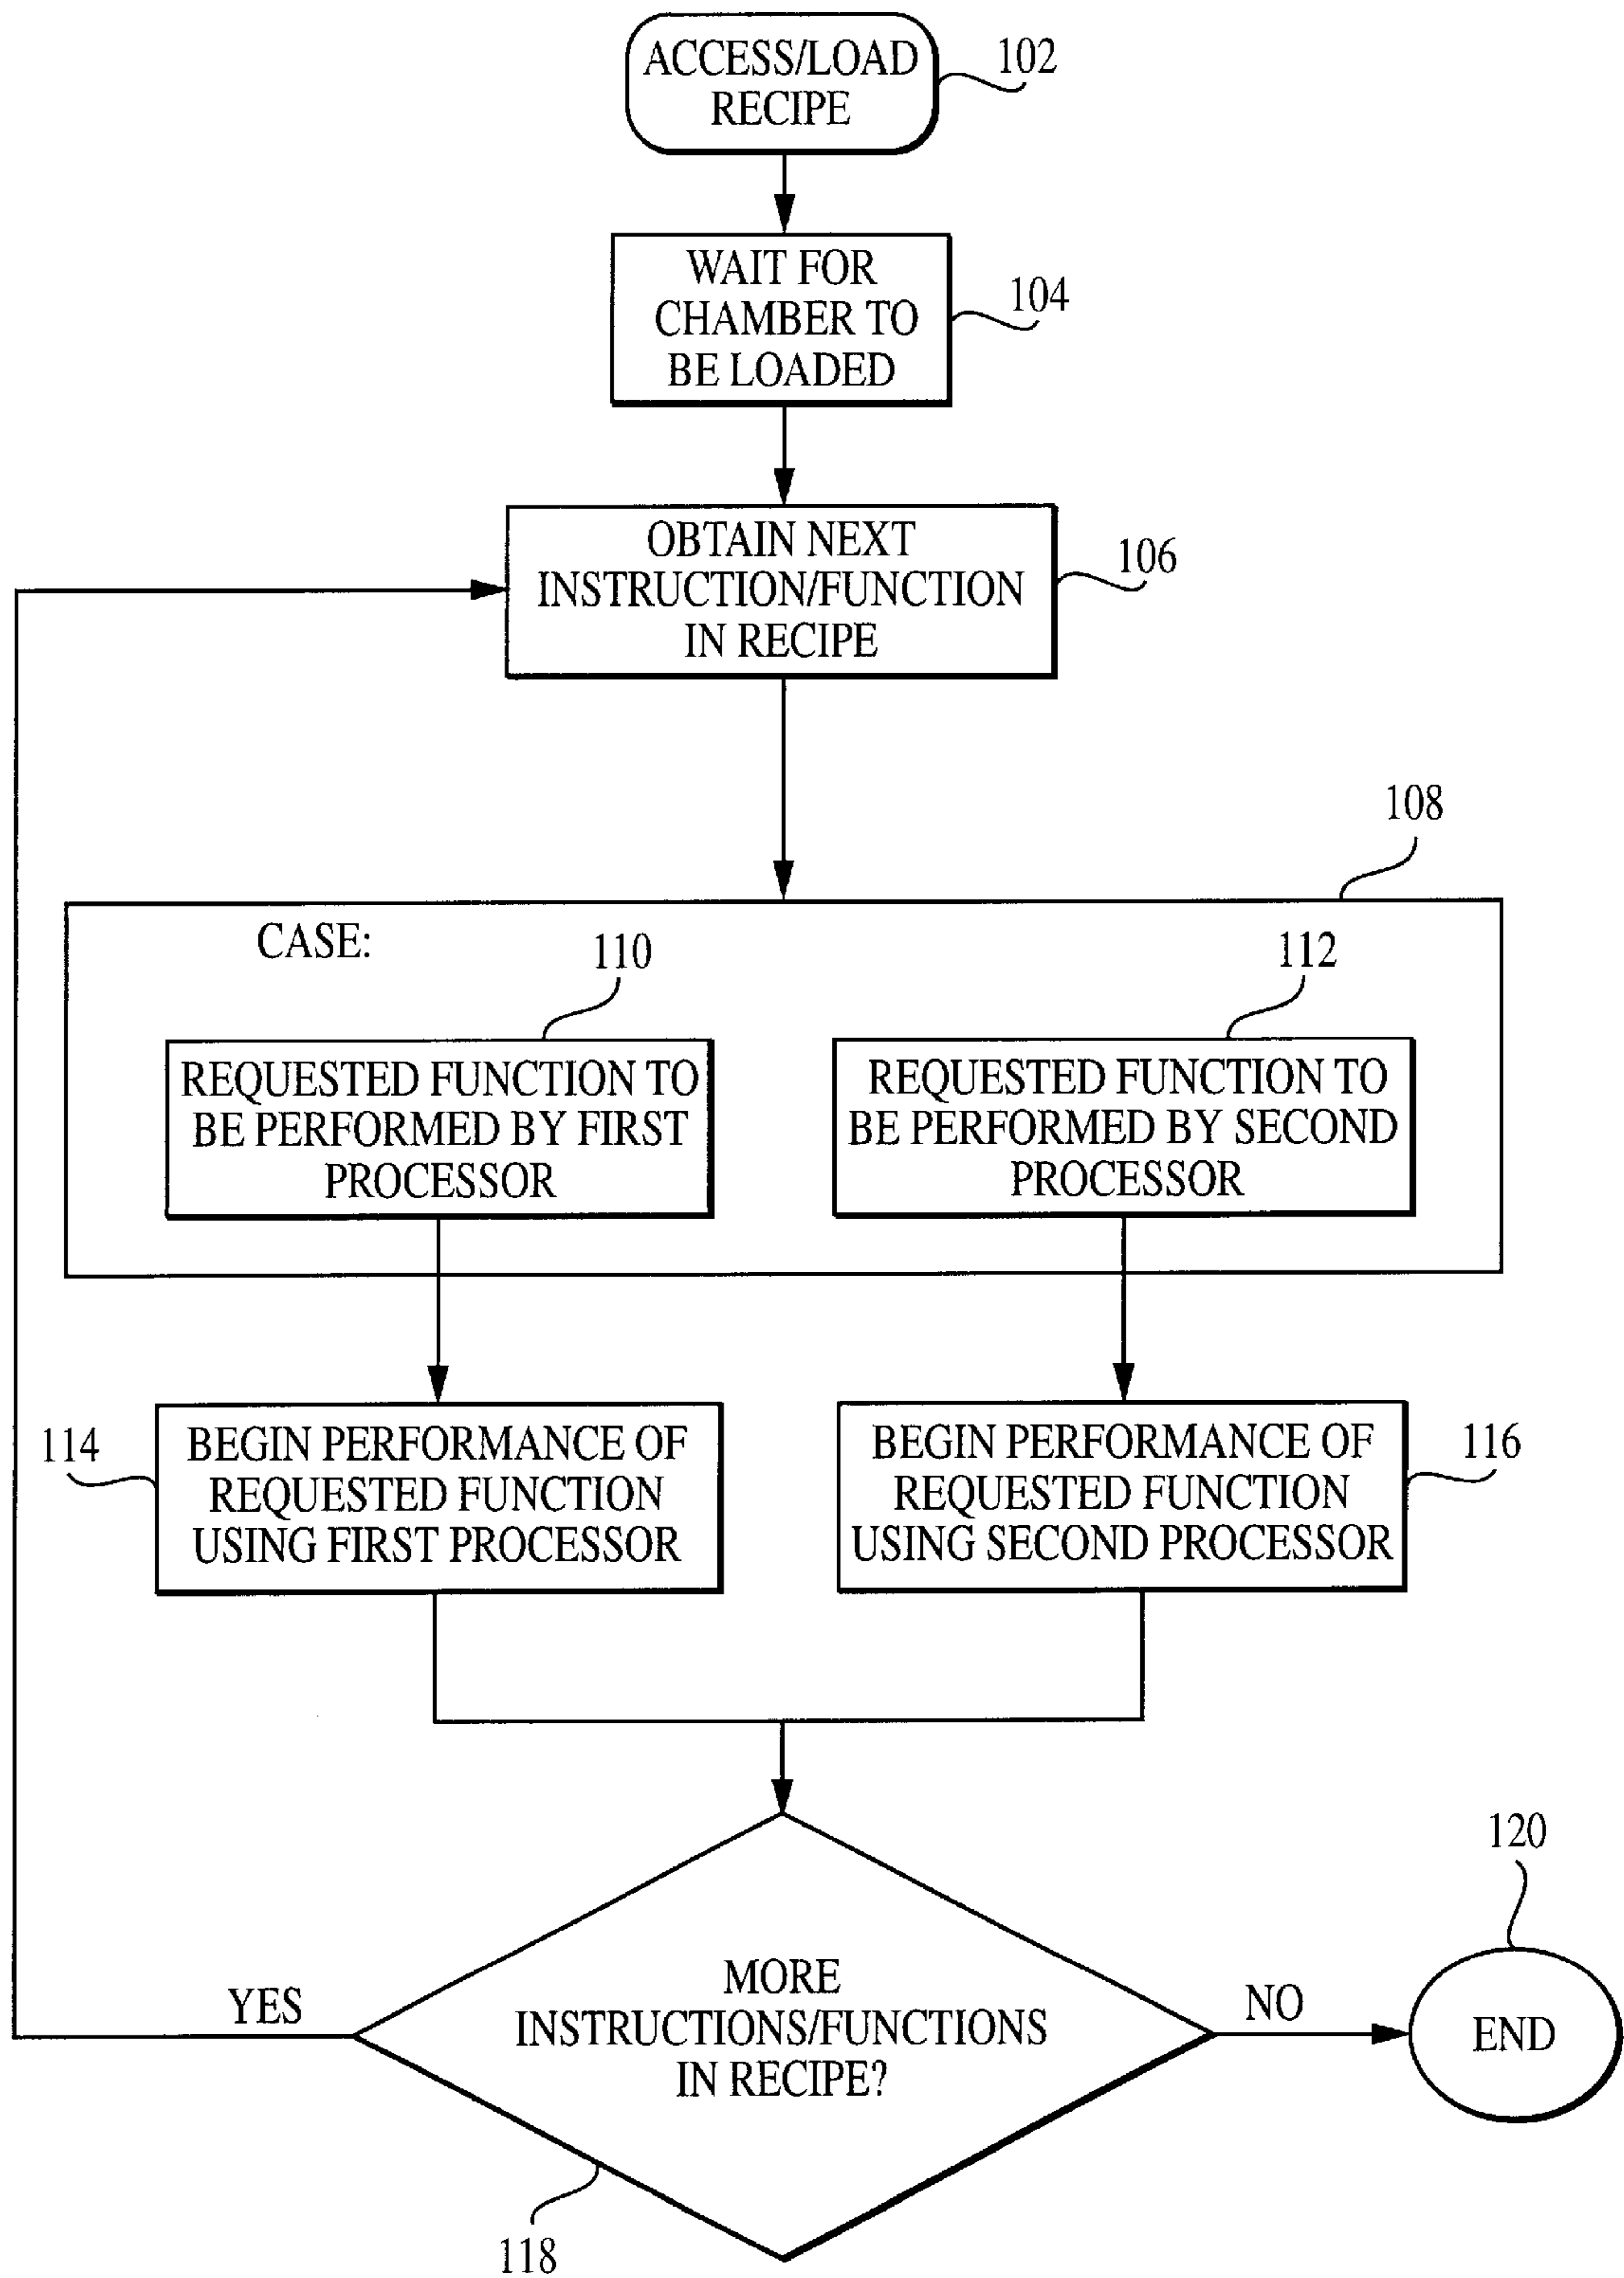 ACCESS/LOAD
RECIPE
102
WAIT FOR
CHAMBER TO
BE LOADED
104
OBTAIN NEXT
INSTRUCTION/FUNCTION
IN RECIPE
106
108
CASE:
110
112
REQUESTED FUNCTION TO
BE PERFORMED BY FIRST
PROCESSOR
REQUESTED FUNCTION TO
BE PERFORMED BY SECOND
PROCESSOR
114
BEGIN PERFORMANCE OF
REQUESTED FUNCTION
USING FIRST PROCESSOR
BEGIN PERFORMANCE OF
REQUESTED FUNCTION
USING SECOND PROCESSOR
116
MORE
INSTRUCTIONS/FUNCTIONS
IN RECIPE?
YES
NO
120
END
118